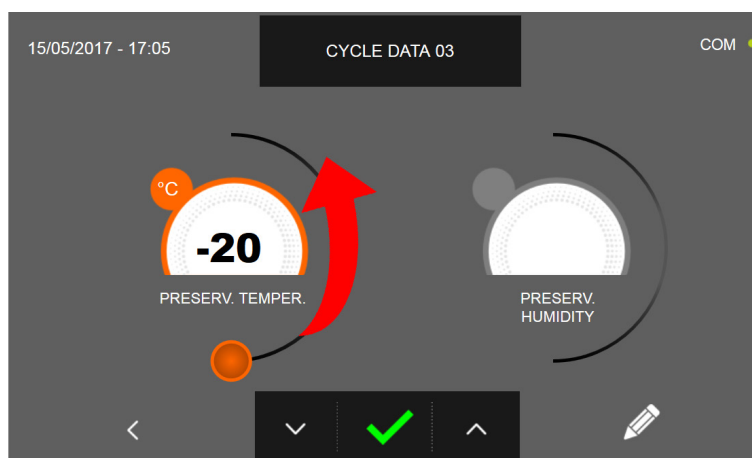 15/05/2017 - 17:05
CYCLE DATA 03
COM
°C
-20
PRESERV. TEMPER.
PRESERV.
HUMIDITY